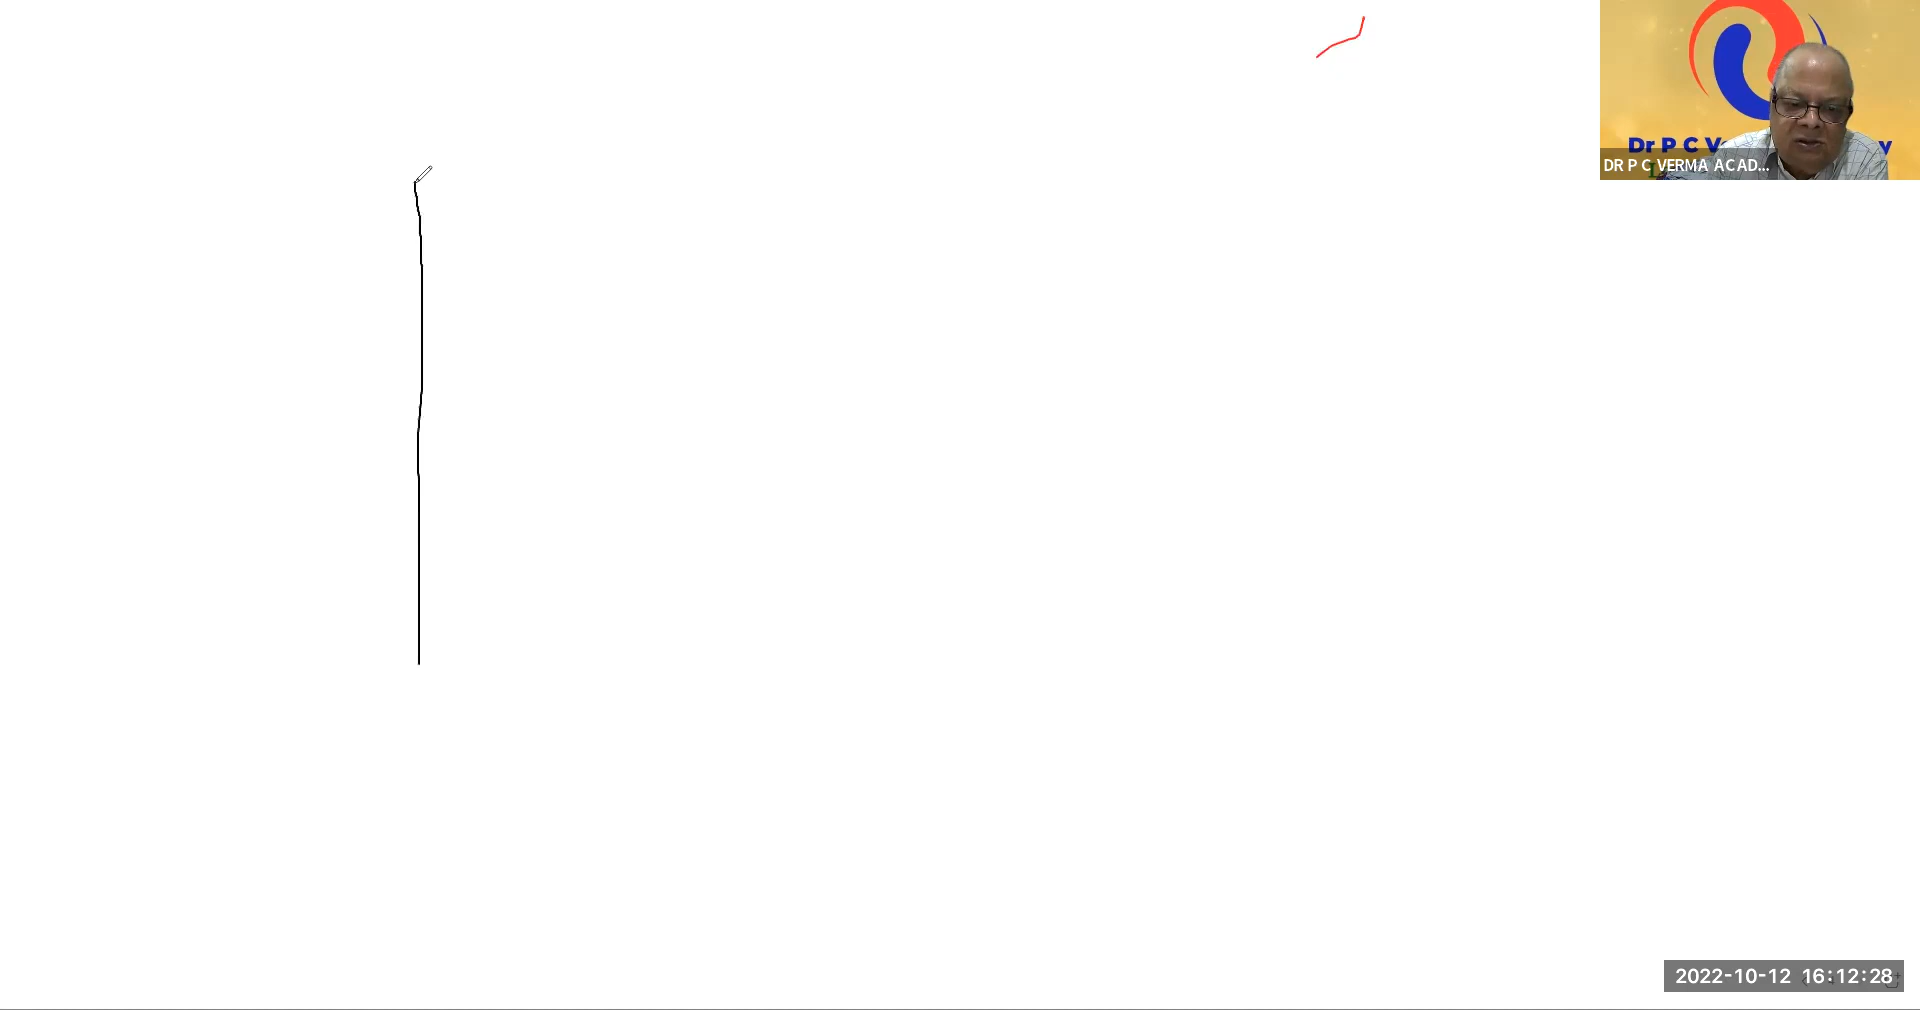 Dr P C V
y
DR P C VERMA ACAD...
L
2022-10-12 16:12:28